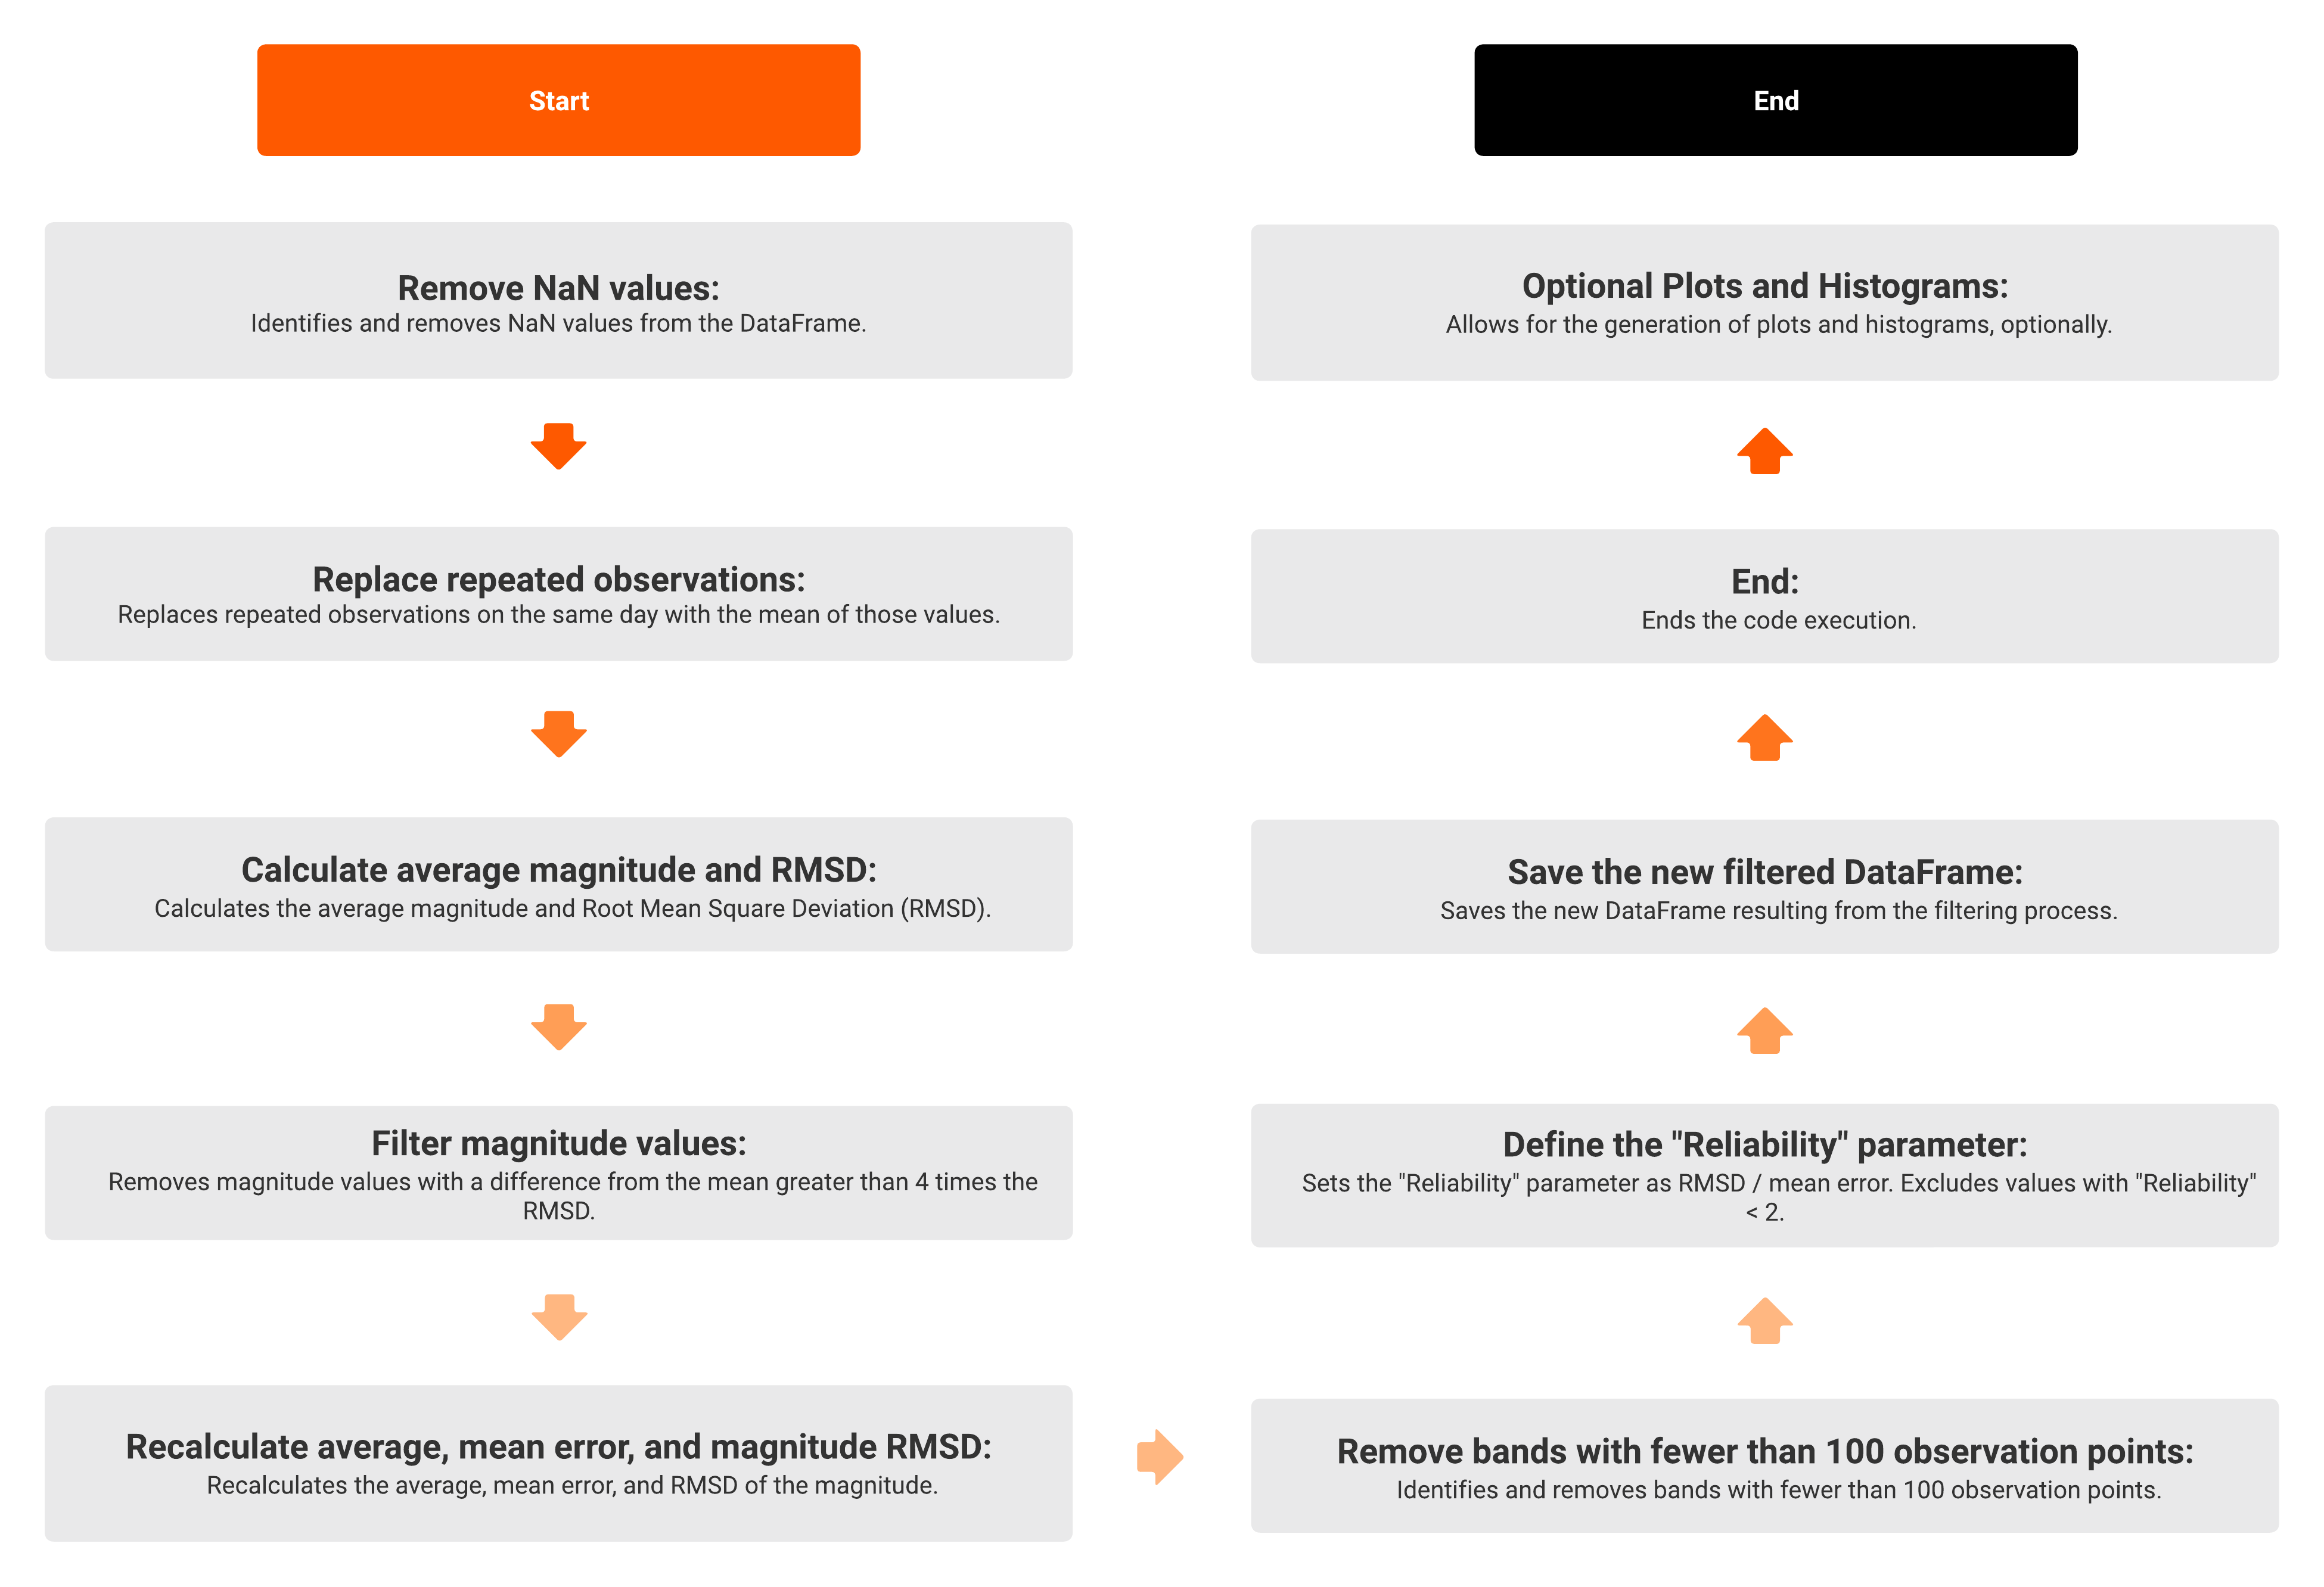 Start
Remove NaN values:
Identifies and removes NaN values from the DataFrame.
Replace repeated observations:
Replaces repeated observations on the same day with the mean of those values.
Calculate average magnitude and RMSD:
Calculates the average magnitude and Root Mean Square Deviation (RMSD).
Filter magnitude values:
Removes magnitude values with a difference from the mean greater than 4 times the
RMSD.
Recalculate average, mean error, and magnitude RMSD:
Recalculates the average, mean error, and RMSD of the magnitude.
Remove bands with fewer than 100 observation points:
Identifies and removes bands with fewer than 100 observation points.
Define the "Reliability" parameter:
Sets the "Reliability" parameter as RMSD / mean error. Excludes values with "Reliability"
< 2.
Save the new filtered DataFrame:
Saves the new DataFrame resulting from the filtering process.
End:
Ends the code execution.
Optional Plots and Histograms:
Allows for the generation of plots and histograms, optionally.
End